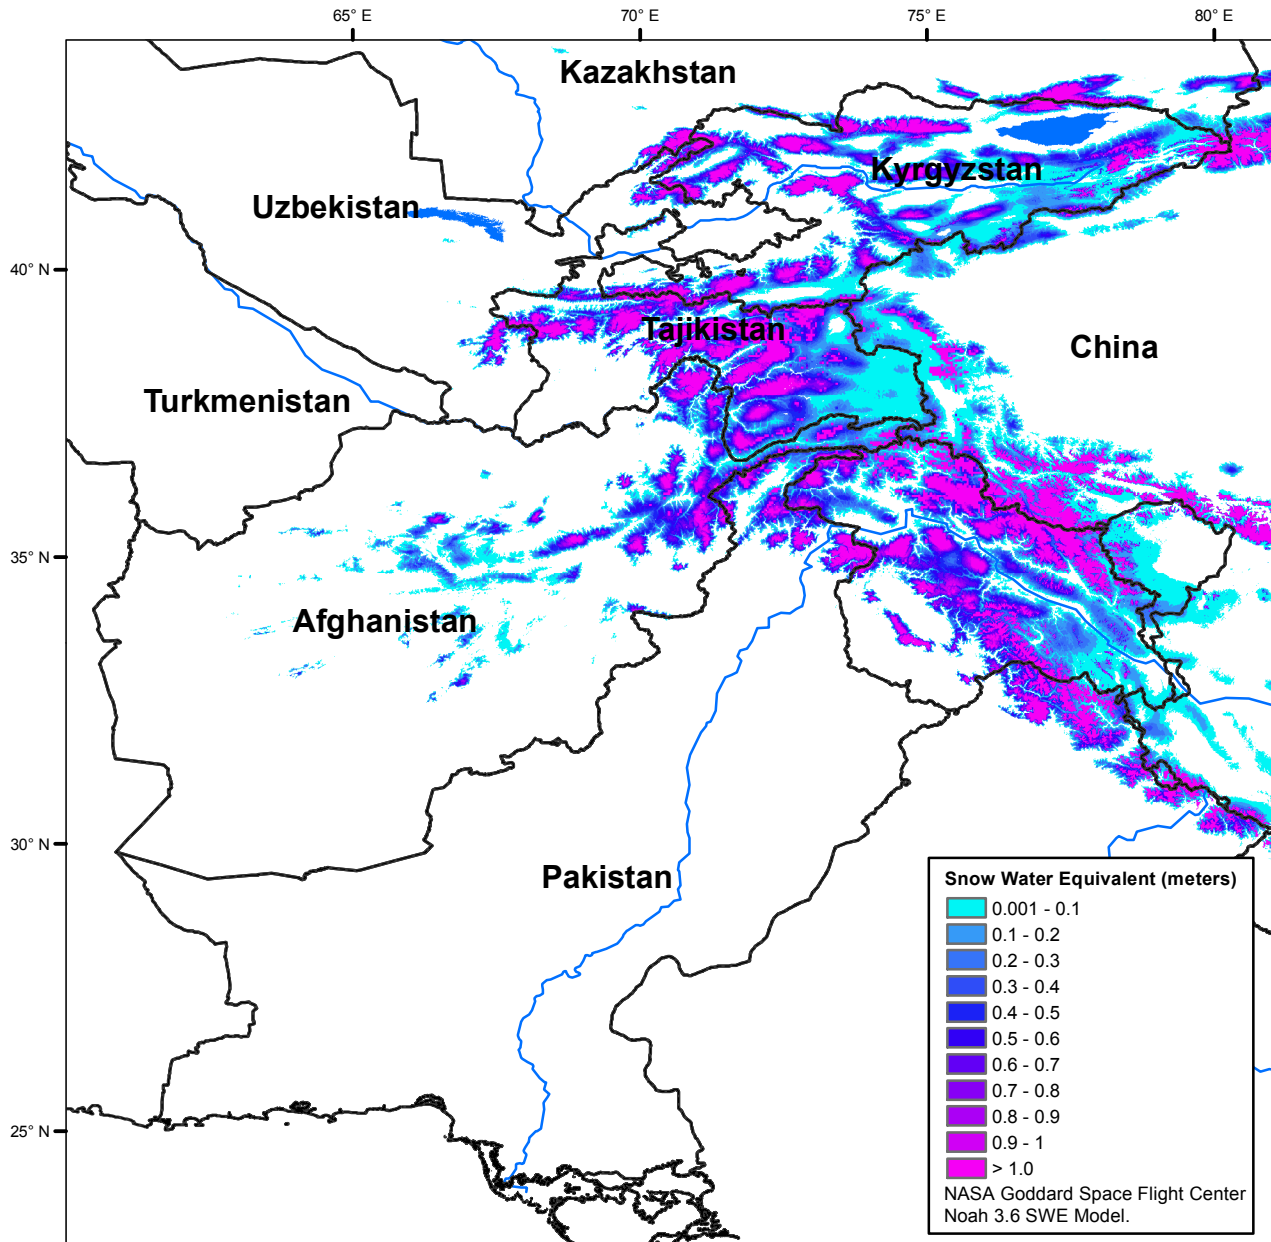 65° E
70° E
75° E
80° E
Kazakhstan
Kyrgyzstan
Uzbekistan
40° N
Tajikistan
China
Turkmenistan
35° N
Afghanistan
30° N
Pakistan
25° N
Snow Water Equivalent (meters)
0.001 - 0.1
0.1 - 0.2
0.2 - 0.3
0.3 - 0.4
0.4 - 0.5
0.5 - 0.6
0.6 - 0.7
0.7 - 0.8
0.8 - 0.9
0.9 - 1
> 1.0
NASA Goddard Space Flight Center
Noah 3.6 SWE Model.